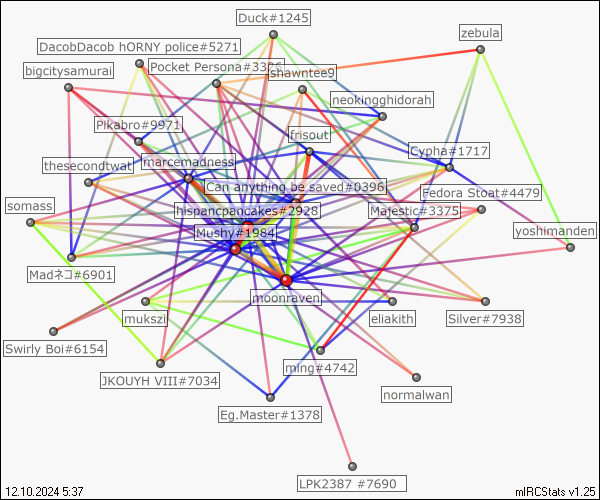 Duck#1245
zebula
DacobDacob hORNY police#5271
Pocket Persona#3326
bigcitysamurai
shawntee9
neokingghidorah
Pikabro#9971
frisout
Cypha#1717
thesecondtwat
marcemadness
Can anything be saved#0396
Fedora Stoat#4479
somass
hispancpancakes#2928
Majestic#3375
Mushy#1984
yoshimanden
Madネコ#6901
moonraven
mukszi
eliakith
Silver#7938
Swirly Boi#6154
ming#4742
JKOUYH VIII#7034
normalwan
Eg.Master#1378
LPK2387 #7690
12.10.2024 5:37
mIRCStats v1.25